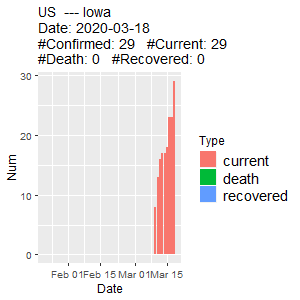 US --- Iowa
Date: 2020-03-18
#Confirmed: 29 #Current: 29
#Death: 0 #Recovered: 0
30
20
10
0
Num
Feb 01 Feb 15 Mar 01 Mar 15
Date
Type
current
death
recovered